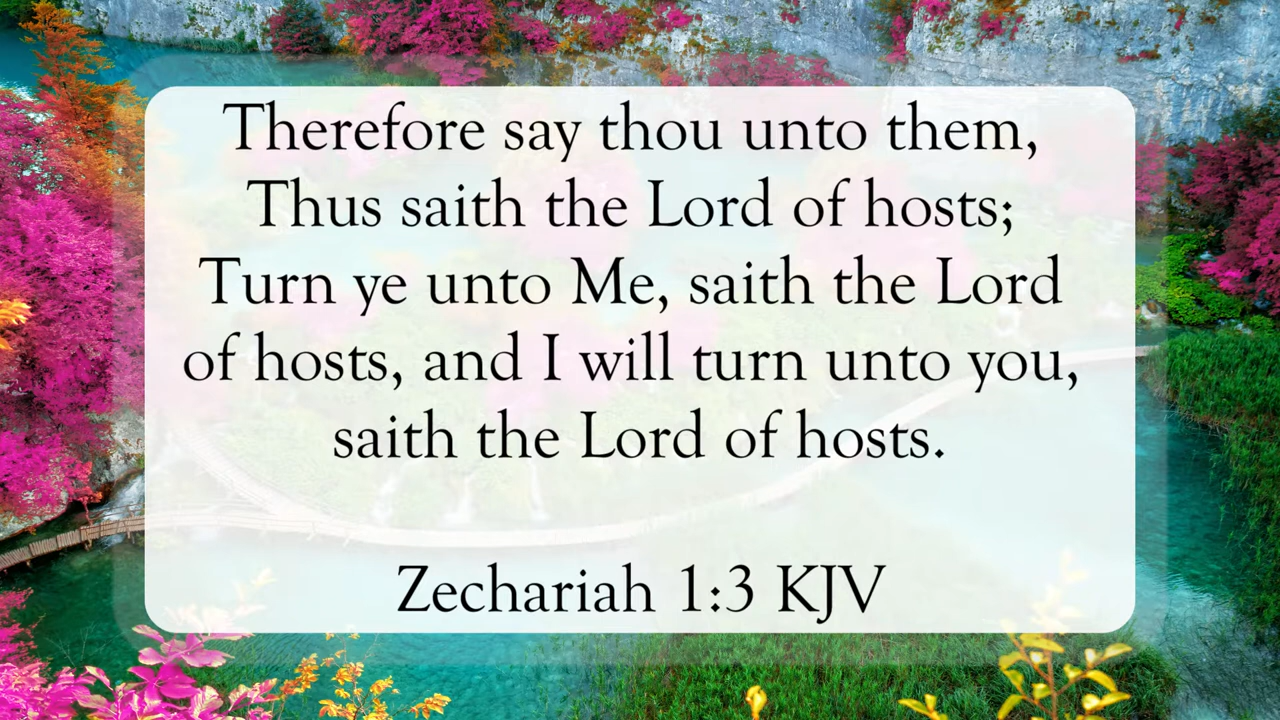 Therefore say thou unto them,
Thus saith the Lord of hosts;
Turn ye unto Me, saith the Lord
of hosts, and I will turn unto you,
saith the Lord of hosts.
Zechariah 1:3 KJV